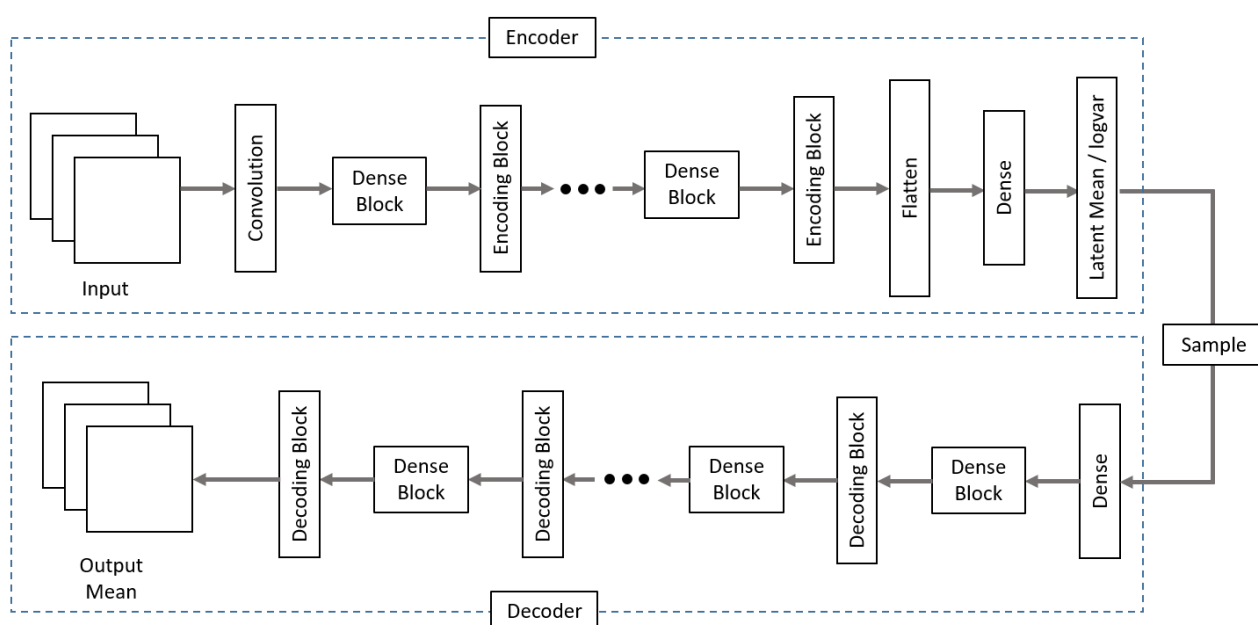 Encoder
Input
Convolution
Dense
Block
Encoding Block
Dense
Block
Encoding Block
Flatten
Dense
Latent Mean / logvar
Sample
Dense
Dense
Block
Decoding Block
Dense
Block
Decoding Block
Dense
Block
Decoding Block
Output
Mean
Decoder